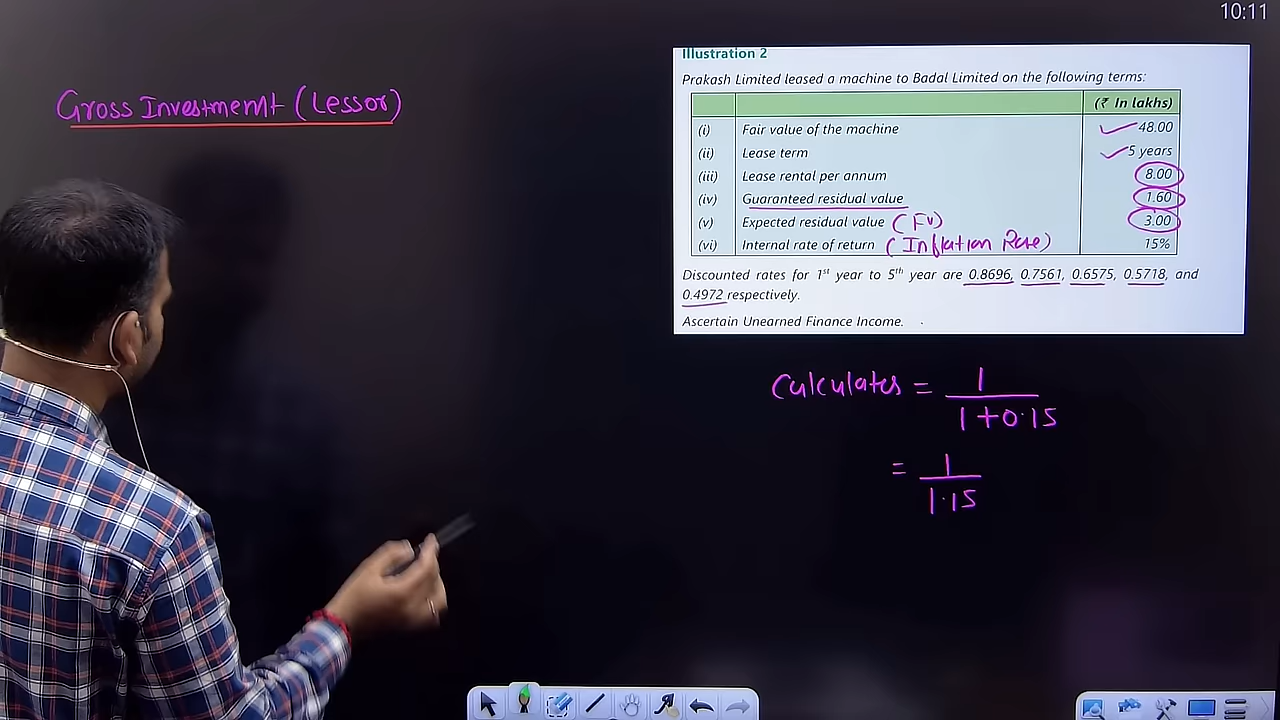 10:11
Gross Investment (Lessor)
Illustration 2
Prakash Limited leased a machine to Badal Limited on the following terms:
(₹ In lakhs)
(i) Fair value of the machine 48.00
(ii) Lease term 5 years
(iii) Lease rental per annum 8.00
(iv) Guaranteed residual value 1.60
(v) Expected residual value (FV) 3.00
(vi) Internal rate of return (Inflation Rate) 15%
Discounted rates for 1st year to 5th year are 0.8696, 0.7561, 0.6575, 0.5718, and
0.4972 respectively.
Ascertain Unearned Finance Income.
Calculates = 1
1+0.15
= 1
1.15